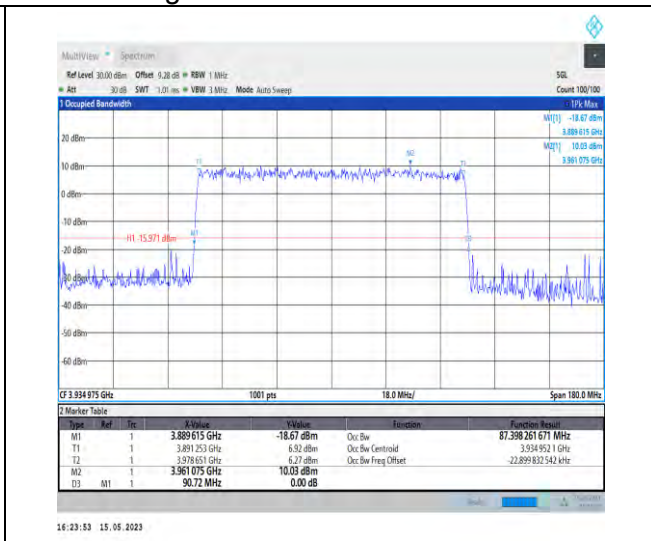 MultiView Spectrum
Ref Level 30.00 dBm Offset 9.28 dB RBW 1 MHz SGL
Att 30 dB SWT 1.01 ms VBW 3 MHz Mode Auto Sweep Count 100/100
1 Occupied Bandwidth 1Pk Max
M1[1] -18.67 dBm
3.889 615 GHz
20 dBm
M2[1] 10.03 dBm
3.961 075 GHz
M2
T1
10 dBm
0 dBm
-10 dBm
H1 -15.971 dBm
M1
-20 dBm
-40 dBm
-50 dBm
-60 dBm
CF 3.934 975 GHz 1001 pts 18.0 MHz/ Span 180.0 MHz
2 Marker Table
Type Ref Trc X-Value Y-Value Function Function Result
M1 1 3.889 615 GHz -18.67 dBm Occ Bw 87.398 261 671 MHz
T1 1 3.891 253 GHz 6.92 dBm Occ Bw Centroid 3.934 952 1 GHz
T2 1 3.978 651 GHz 6.27 dBm Occ Bw Freq Offset -22.899 832 542 kHz
M2 1 3.961 075 GHz 10.03 dBm
D3 M1 1 90.72 MHz 0.00 dB
16:23:53 15.05.2023